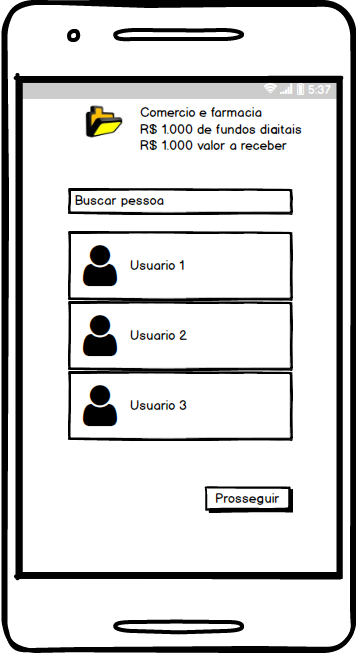 5:37
Comercio e farmacia
R$ 1.000 de fundos digitais
R$ 1.000 valor a receber
Buscar pessoa
Usuario 1
Usuario 2
Usuario 3
Prosseguir